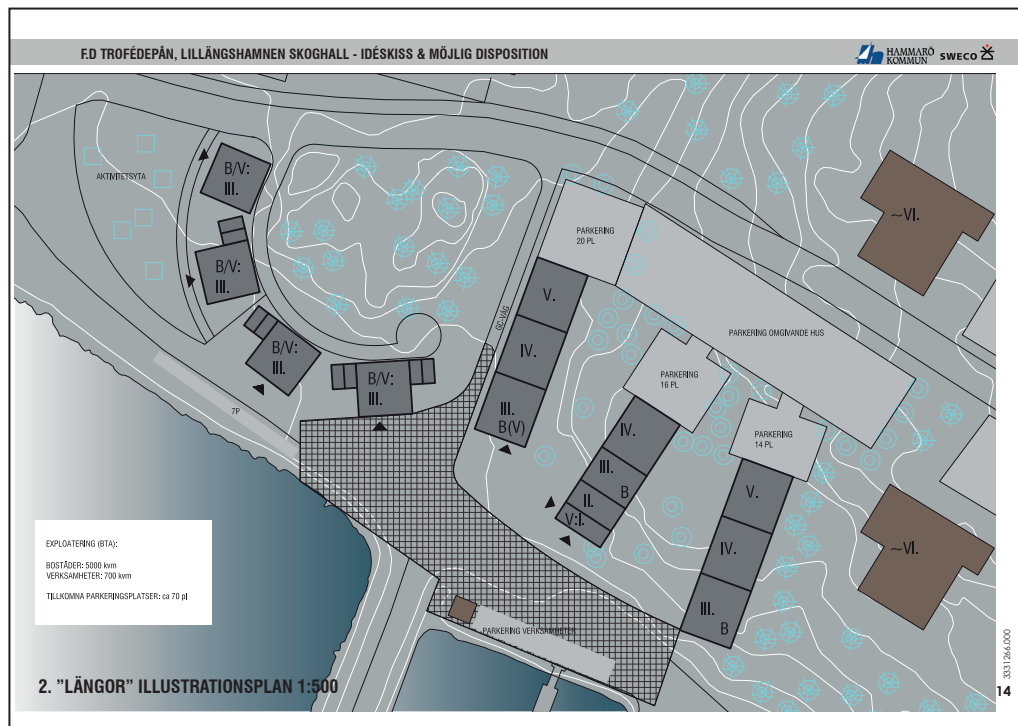 F.D TROFÉDEPÅN, LILLÄNGSHAMNEN SKOGHALL - IDÉSKISS & MÖJLIG DISPOSITION
HAMMARÖ
KOMMUN
SWECO
AKTIVITETSYTA
B/V:
III.
B/V:
III.
B/V:
III.
B/V:
III.
7P
GC-VÄG
PARKERING
20 PL
V.
IV.
III.
B(V)
PARKERING OMGIVANDE HUS
PARKERING
16 PL
IV.
III.
B
II.
V:I.
PARKERING
14 PL
V.
IV.
III.
B
~VI.
~VI.
PARKERING VERKSAMHETER
EXPLOATERING (BTA):
BOSTÄDER: 5000 kvm
VERKSAMHETER: 700 kvm
TILLKOMNA PARKERINGSPLATSER: ca 70 pl
2. ”LÄNGOR” ILLUSTRATIONSPLAN 1:500
3331266.000
14